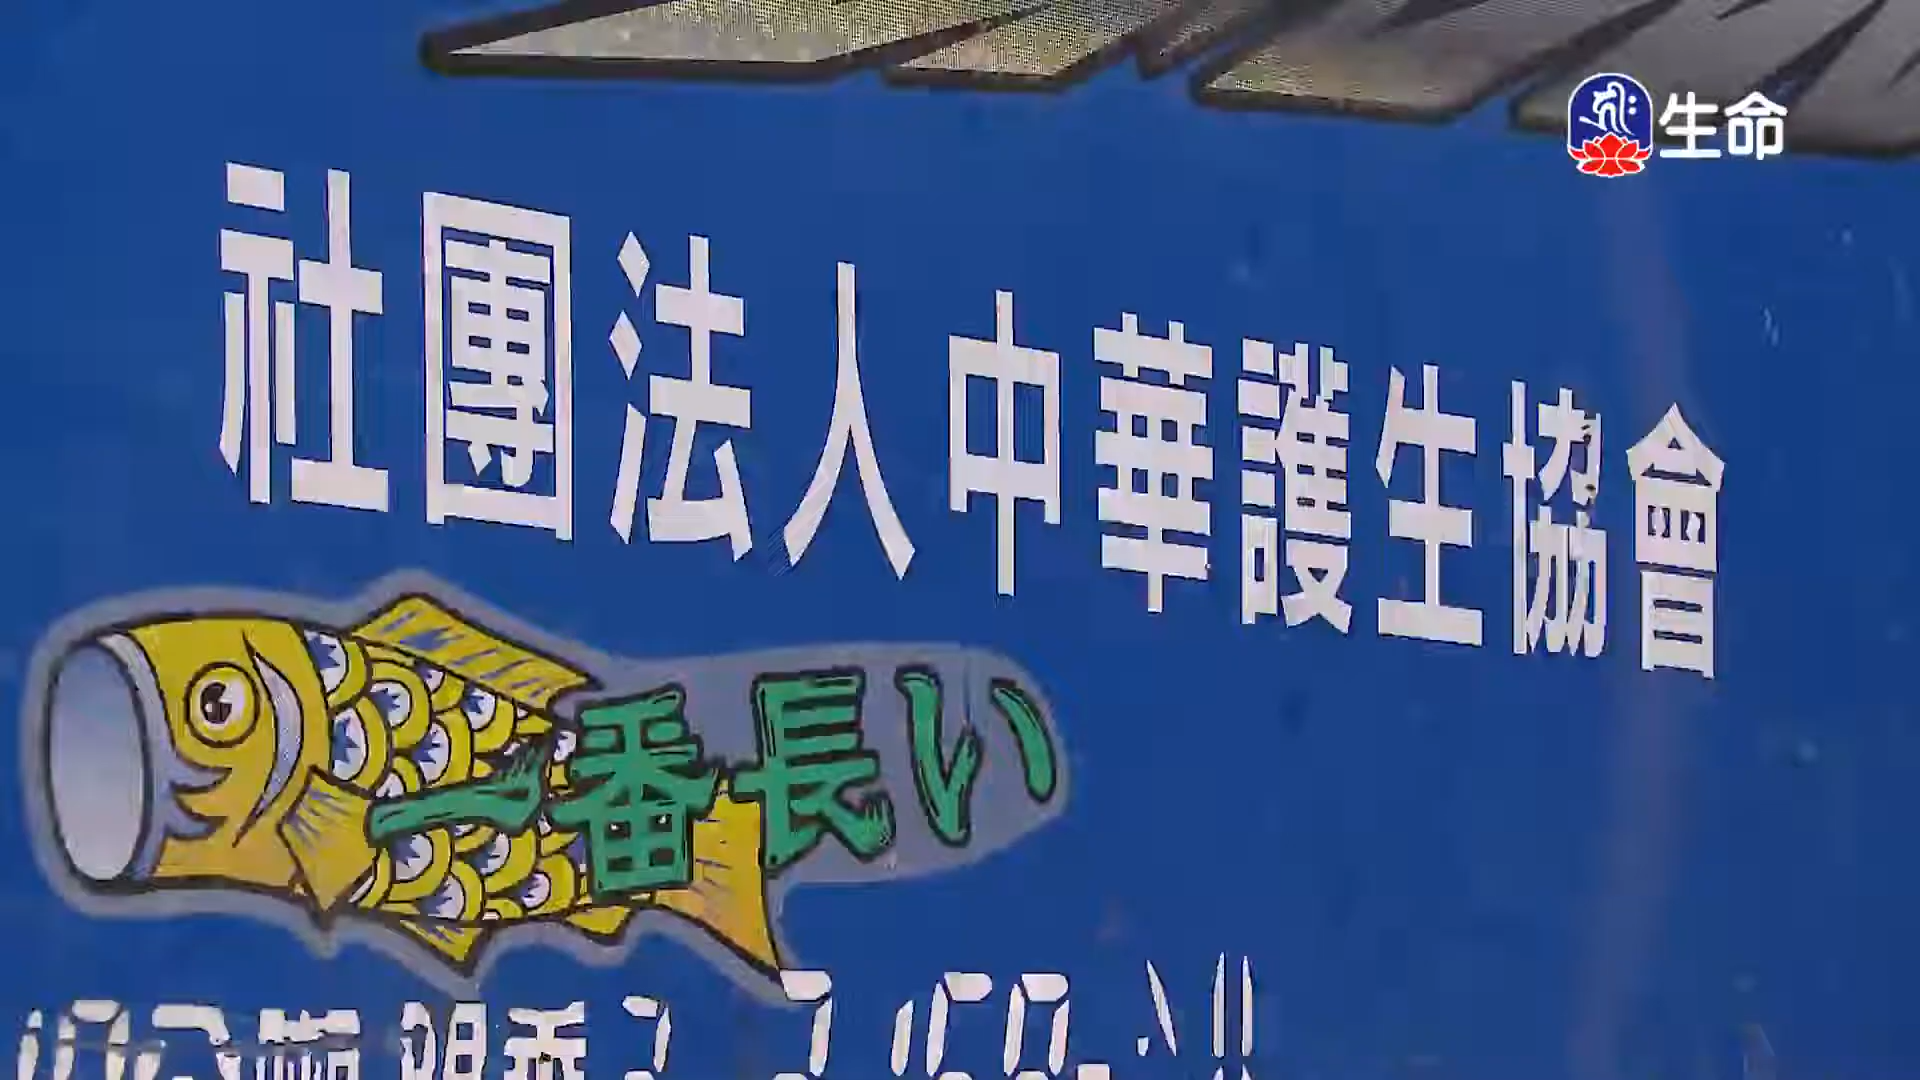 生命
社團法人中華護生協會
一番長い